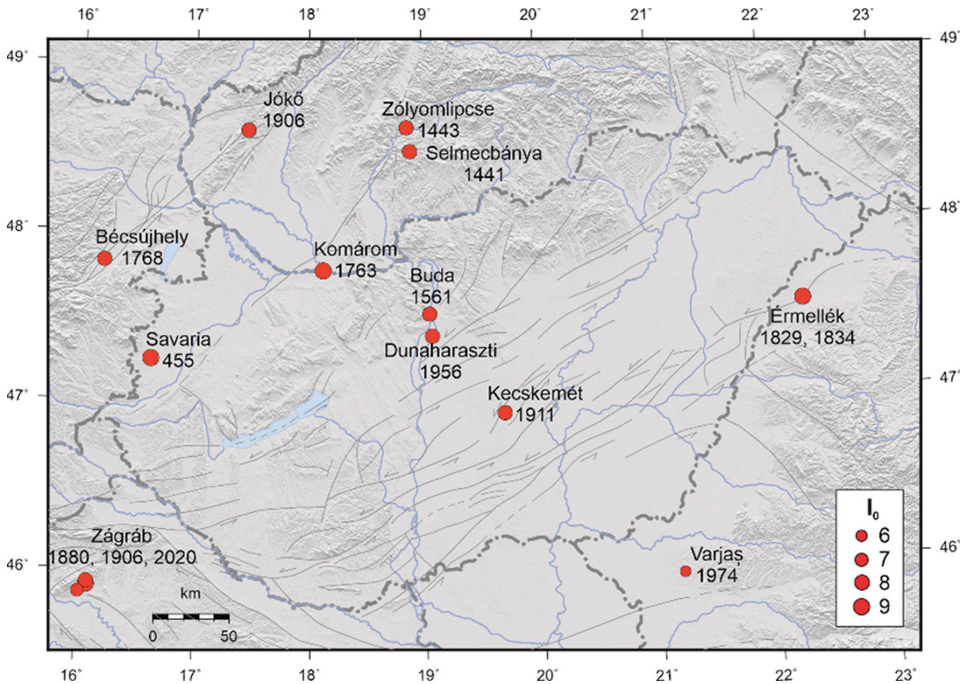 16° 17° 18° 19° 20° 21° 22° 23°
49° 49°
Jókő
1906
Zólyomlipcse
1443
Selmecbánya
1441
48° 48°
Bécsújhely
1768
Komárom
1763
Buda
1561
Érmellék
1829, 1834
Savaria
455
Dunaharaszti
1956
47° 47°
Kecskemét
1911
I₀
6
7
8
9
Zágráb
1880, 1906, 2020
46° 46°
Varjaș
1974
km
0 50
16° 17° 18° 19° 20° 21° 22° 23°